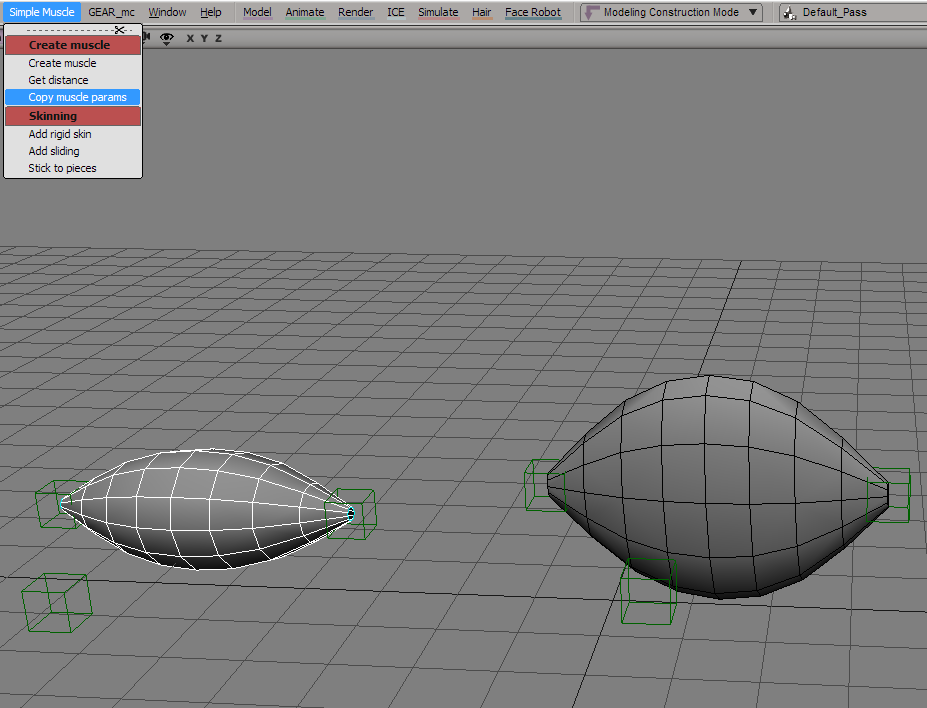 Simple Muscle GEAR_mc Window Help Model Animate Render ICE Simulate Hair Face Robot Modeling Construction Mode Default_Pass
X Y Z
Create muscle
Create muscle
Get distance
Copy muscle params
Skinning
Add rigid skin
Add sliding
Stick to pieces